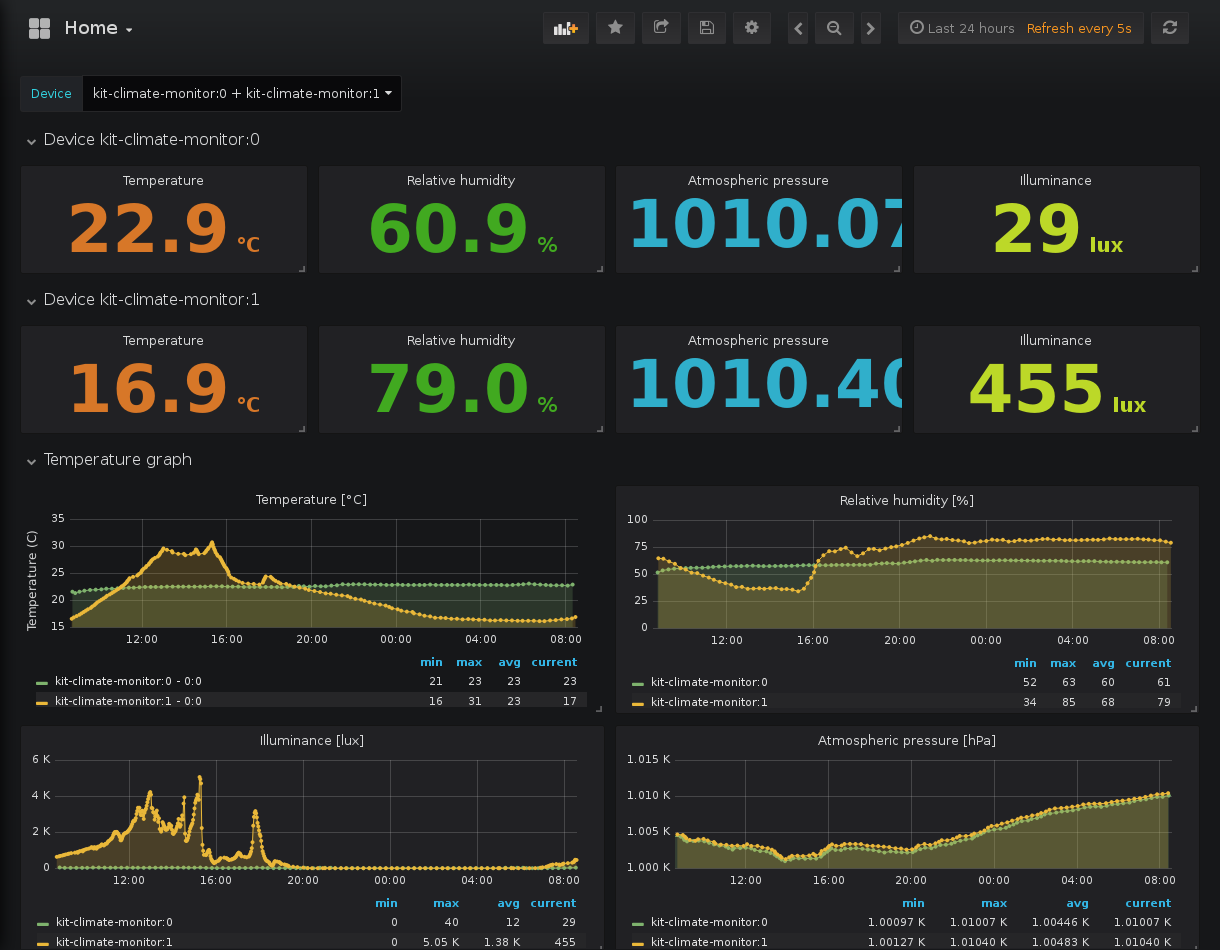 Home
Last 24 hours Refresh every 5s
Device kit-climate-monitor:0 + kit-climate-monitor:1
Device kit-climate-monitor:0
Temperature Relative humidity Atmospheric pressure Illuminance
22.9 °C 60.9 % 1010.07 29 lux
Device kit-climate-monitor:1
Temperature Relative humidity Atmospheric pressure Illuminance
16.9 °C 79.0 % 1010.40 455 lux
Temperature graph
Temperature [°C]
Temperature (C)
35
30
25
20
15
12:00 16:00 20:00 00:00 04:00 08:00
min max avg current
kit-climate-monitor:0 - 0:0 21 23 23 23
kit-climate-monitor:1 - 0:0 16 31 23 17
Relative humidity [%]
100
75
50
25
0
12:00 16:00 20:00 00:00 04:00 08:00
min max avg current
kit-climate-monitor:0 52 63 60 61
kit-climate-monitor:1 34 85 68 79
Illuminance [lux]
6 K
4 K
2 K
0
12:00 16:00 20:00 00:00 04:00 08:00
min max avg current
kit-climate-monitor:0 0 40 12 29
kit-climate-monitor:1 0 5.05 K 1.38 K 455
Atmospheric pressure [hPa]
1.015 K
1.010 K
1.005 K
1.000 K
12:00 16:00 20:00 00:00 04:00 08:00
min max avg current
kit-climate-monitor:0 1.00097 K 1.01007 K 1.00446 K 1.01007 K
kit-climate-monitor:1 1.00127 K 1.01040 K 1.00483 K 1.01040 K